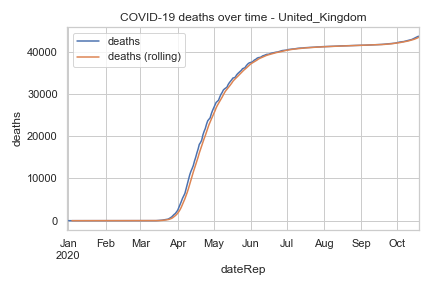 COVID-19 deaths over time - United_Kingdom
deaths
deaths (rolling)
deaths
40000
30000
20000
10000
0
Jan Feb Mar Apr May Jun Jul Aug Sep Oct
2020
dateRep